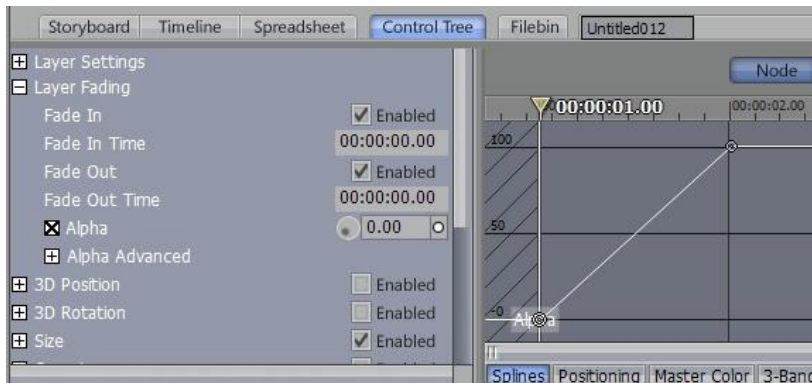 Storyboard Timeline Spreadsheet Control Tree Filebin Untitled012
Layer Settings
Layer Fading
Fade In Enabled
Fade In Time 00:00:00.00
Fade Out Enabled
Fade Out Time 00:00:00.00
Alpha 0.00
Alpha Advanced
3D Position Enabled
3D Rotation Enabled
Size Enabled
Node
00:00:01.00 00:00:02.00
100
50
-0 Alpha
Splines Positioning Master Color 3-Band